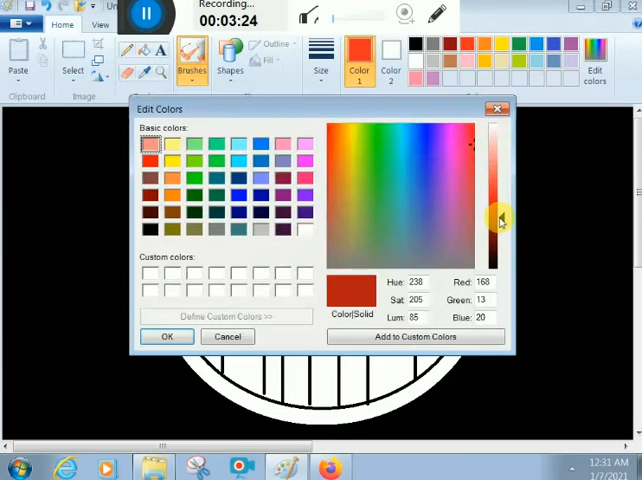 Recording...
00:03:24
Un
Home
View
Paste
Select
A
Brushes
Shapes
Outline
Fill
Size
Color
1
Color
2
Edit
colors
Clipboard
Image
Edit Colors
Basic colors:
Custom colors:
Define Custom Colors >>
OK
Cancel
Color|Solid
Hue: 238
Sat: 205
Lum: 85
Red: 168
Green: 13
Blue: 20
Add to Custom Colors
12:31 AM
1/7/2021